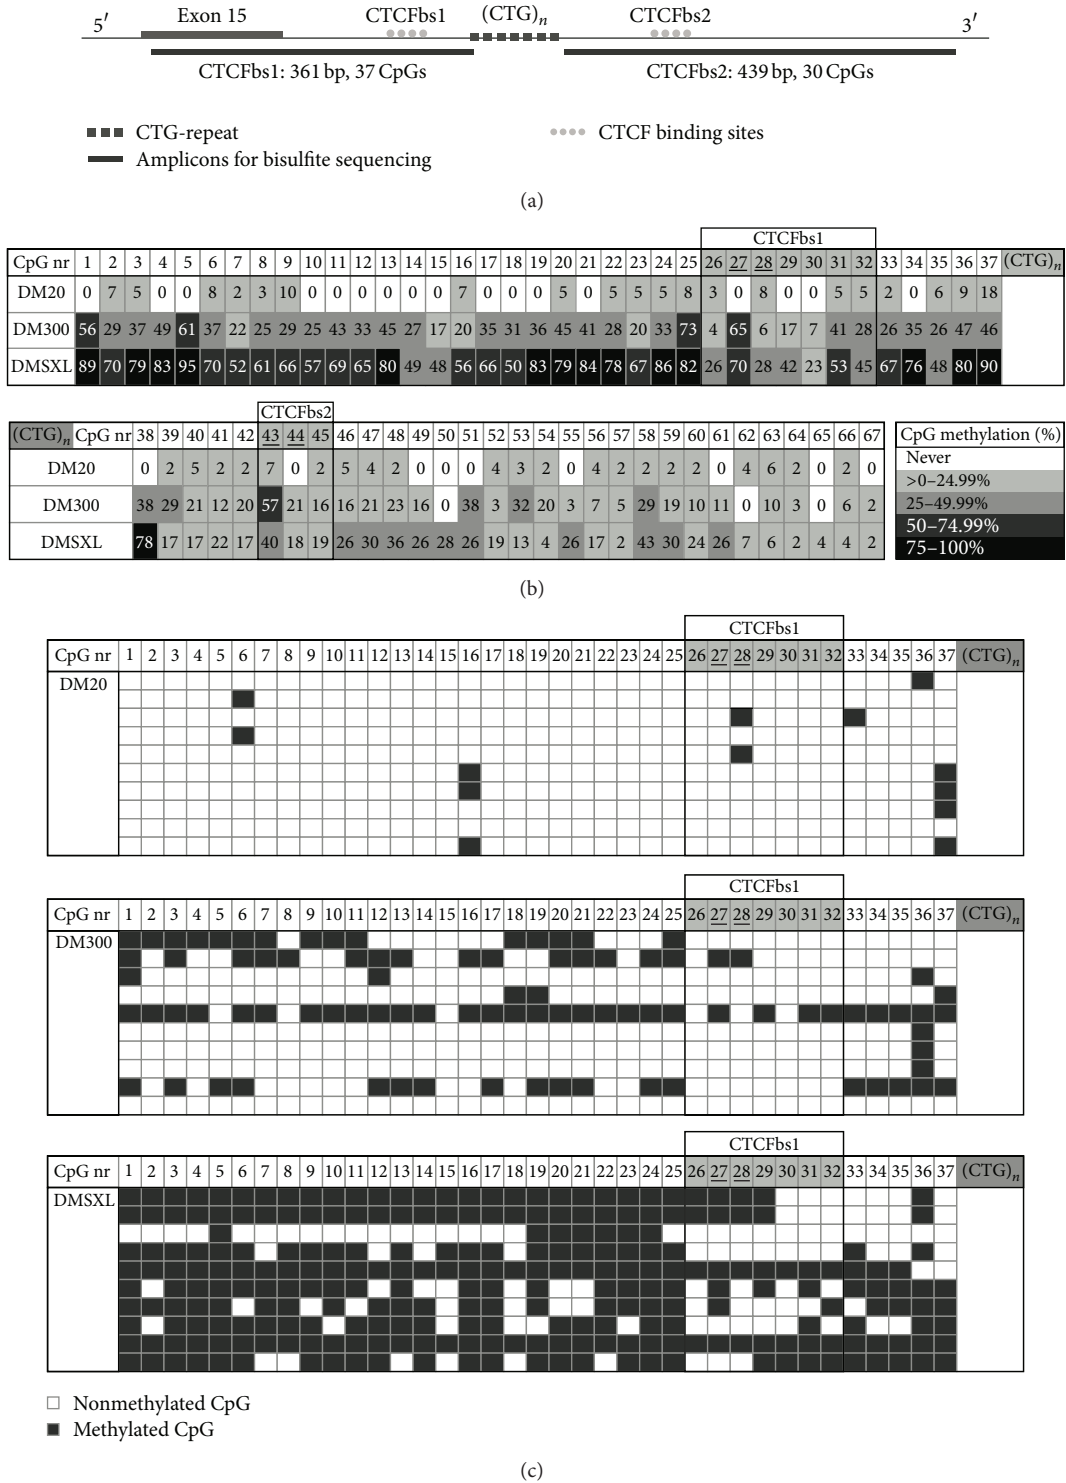 5′ Exon 15 CTCFbs1 (CTG)n CTCFbs2 3′
CTCFbs1: 361 bp, 37 CpGs CTCFbs2: 439 bp, 30 CpGs
CTG-repeat CTCF binding sites
Amplicons for bisulfite sequencing
(a)
CTCFbs1
CpG nr 1 2 3 4 5 6 7 8 9 10 11 12 13 14 15 16 17 18 19 20 21 22 23 24 25 26 27 28 29 30 31 32 33 34 35 36 37 (CTG)n
DM20 0 7 5 0 0 8 2 3 10 0 0 0 0 0 0 7 0 0 0 5 0 5 5 5 8 3 0 8 0 0 5 5 2 0 6 9 18
DM300 56 29 37 49 61 37 22 25 29 25 43 33 45 27 17 20 35 31 36 45 41 28 20 33 73 4 65 6 17 7 41 28 26 35 26 47 46
DMSXL 89 70 79 83 95 70 52 61 66 57 69 65 80 49 48 56 66 50 83 79 84 78 67 86 82 26 70 28 42 23 53 45 67 76 48 80 90
CTCFbs2
(CTG)n CpG nr 38 39 40 41 42 43 44 45 46 47 48 49 50 51 52 53 54 55 56 57 58 59 60 61 62 63 64 65 66 67
DM20 0 2 5 2 2 7 0 2 5 4 2 0 0 0 4 3 2 0 4 2 2 2 2 0 4 6 2 0 2 0
DM300 38 29 21 12 20 57 21 16 16 21 23 16 0 38 3 32 20 3 7 5 29 19 10 11 0 10 3 0 6 2
DMSXL 78 17 17 22 17 40 18 19 26 30 36 26 28 26 19 13 4 26 17 2 43 30 24 26 7 6 2 4 4 2
CpG methylation (%)
Never
>0–24.99%
25–49.99%
50–74.99%
75–100%
(b)
CTCFbs1
CpG nr 1 2 3 4 5 6 7 8 9 10 11 12 13 14 15 16 17 18 19 20 21 22 23 24 25 26 27 28 29 30 31 32 33 34 35 36 37 (CTG)n
DM20
CTCFbs1
CpG nr 1 2 3 4 5 6 7 8 9 10 11 12 13 14 15 16 17 18 19 20 21 22 23 24 25 26 27 28 29 30 31 32 33 34 35 36 37 (CTG)n
DM300
CTCFbs1
CpG nr 1 2 3 4 5 6 7 8 9 10 11 12 13 14 15 16 17 18 19 20 21 22 23 24 25 26 27 28 29 30 31 32 33 34 35 36 37 (CTG)n
DMSXL
Nonmethylated CpG
Methylated CpG
(c)